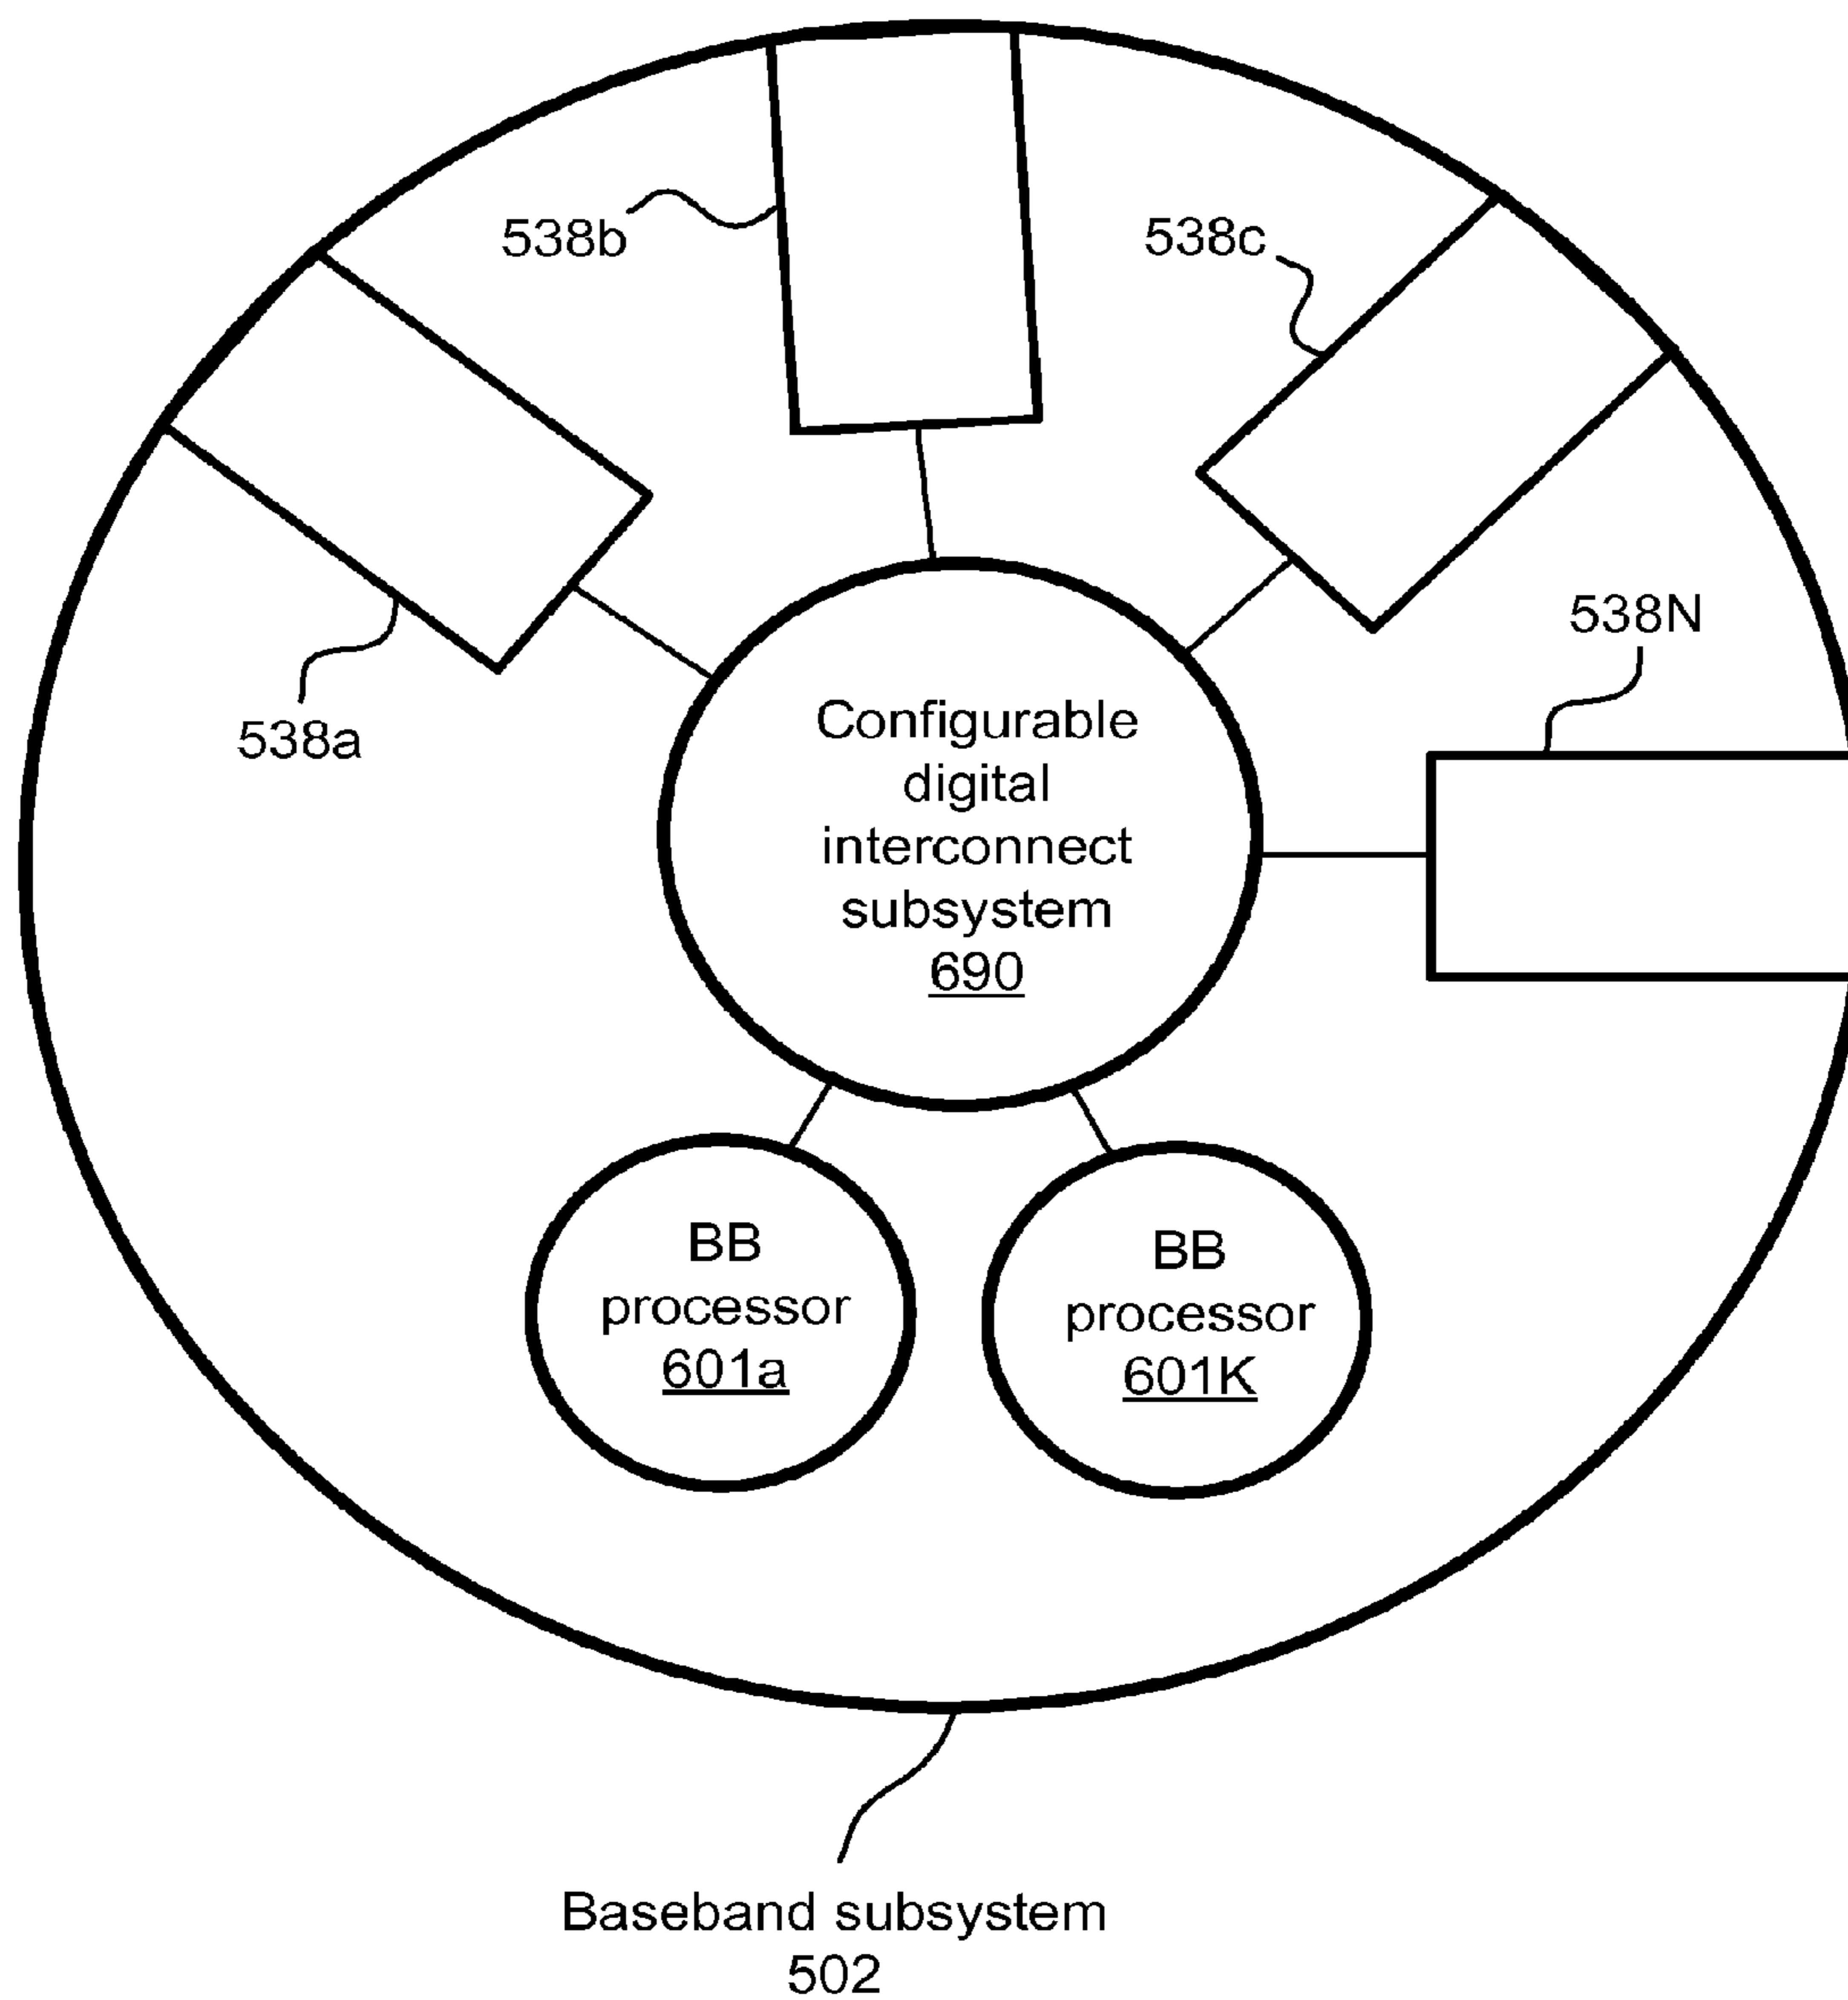 538b
538c
538N
538a
Configurable
digital
interconnect
subsystem
690
BB
processor
601a
BB
processor
601K
Baseband subsystem
502